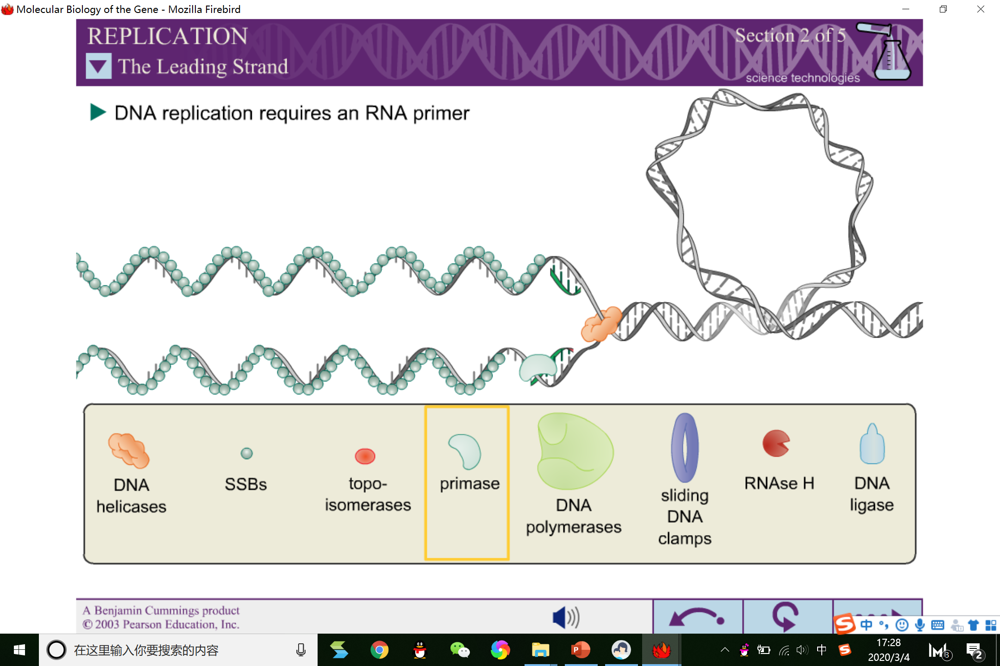 Molecular Biology of the Gene - Mozilla Firebird
REPLICATION
Section 2 of 5
The Leading Strand
science technologies
DNA replication requires an RNA primer
DNA
helicases
SSBs
topo-
isomerases
primase
DNA
polymerases
sliding
DNA
clamps
RNAse H
DNA
ligase
A Benjamin Cummings product
© 2003 Pearson Education, Inc.
中
在这里输入你要搜索的内容
中
17:28
2020/3/4
3
2